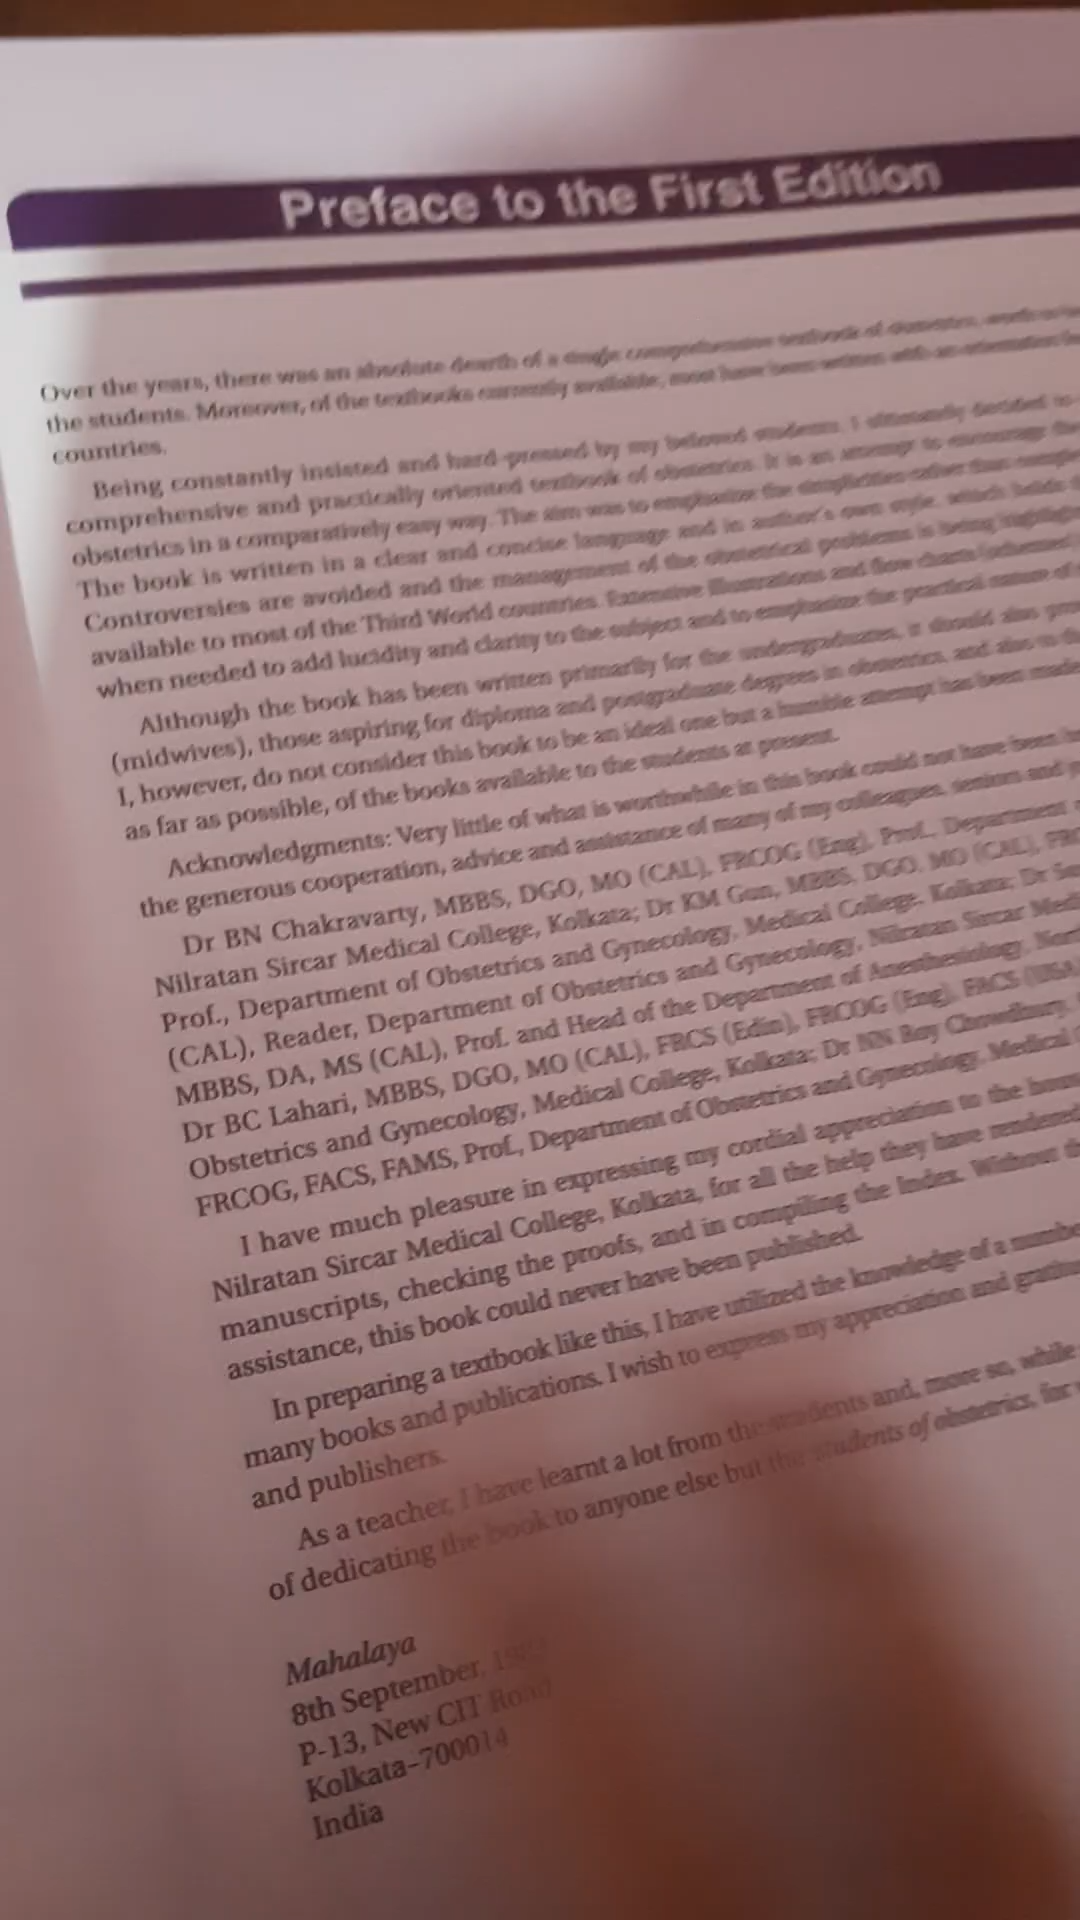 Preface to the First Edition
Over the years, there was an absolute dearth of a single comprehensive textbook of obstetrics,
the students. Moreover, of the textbooks currently available, most have been written with an orientation
countries.
Being constantly insisted and hard-pressed by my beloved students, I ultimately decided to
comprehensive and practically oriented textbook of obstetrics. It is an attempt to encourage the
obstetrics in a comparatively easy way. The aim was to emphasize the simplicities rather than
The book is written in a clear and concise language and in author's own style, which holds
Controversies are avoided and the management of the obstetrical problems is being
available to most of the Third World countries. Extensive illustrations and flow charts
when needed to add lucidity and clarity to the subject and to emphasize the practical nature of
Although the book has been written primarily for the undergraduates, it should also
(midwives), those aspiring for diploma and postgraduate degrees in obstetrics, and also to
I, however, do not consider this book to be an ideal one but a humble attempt has been made
as far as possible, of the books available to the students at present.
Acknowledgments: Very little of what is worthwhile in this book could not have been
the generous cooperation, advice and assistance of many of my colleagues, seniors and
Dr BN Chakravarty, MBBS, DGO, MO (CAL), FRCOG (Eng), Prof., Department
Nilratan Sircar Medical College, Kolkata; Dr KM Gun, MBBS, DGO, MO (CAL),
Prof., Department of Obstetrics and Gynecology, Medical College, Kolkata; Dr
(CAL), Reader, Department of Obstetrics and Gynecology, Nilratan Sircar
MBBS, DA, MS (CAL), Prof. and Head of the Department of Anesthesiology,
Dr BC Lahari, MBBS, DGO, MO (CAL), FRCS (Edin), FRCOG (Eng), FACS (USA)
Obstetrics and Gynecology, Medical College, Kolkata; Dr NN Roy Chowdhury,
FRCOG, FACS, FAMS, Prof., Department of Obstetrics and Gynecology, Medical
I have much pleasure in expressing my cordial appreciation to the
Nilratan Sircar Medical College, Kolkata, for all the help they have rendered
manuscripts, checking the proofs, and in compiling the Index. Without
assistance, this book could never have been published.
In preparing a textbook like this, I have utilized the knowledge of a
many books and publications. I wish to express my appreciation and
and publishers.
As a teacher, I have learnt a lot from the students and, more so, while
of dedicating the book to anyone else but the students of obstetrics, for
Mahalaya
8th September,
P-13, New CIT Road
Kolkata–700014
India